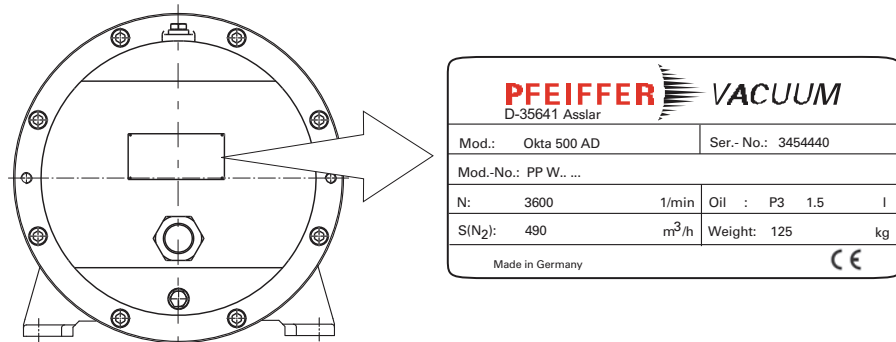 PFEIFFER VACUUM
D-35641 Asslar
Mod.: Okta 500 AD Ser.- No.: 3454440
Mod.-No.: PP W.. ...
N: 3600 1/min Oil : P3 1.5 l
S(N₂): 490 m³/h Weight: 125 kg
Made in Germany CE